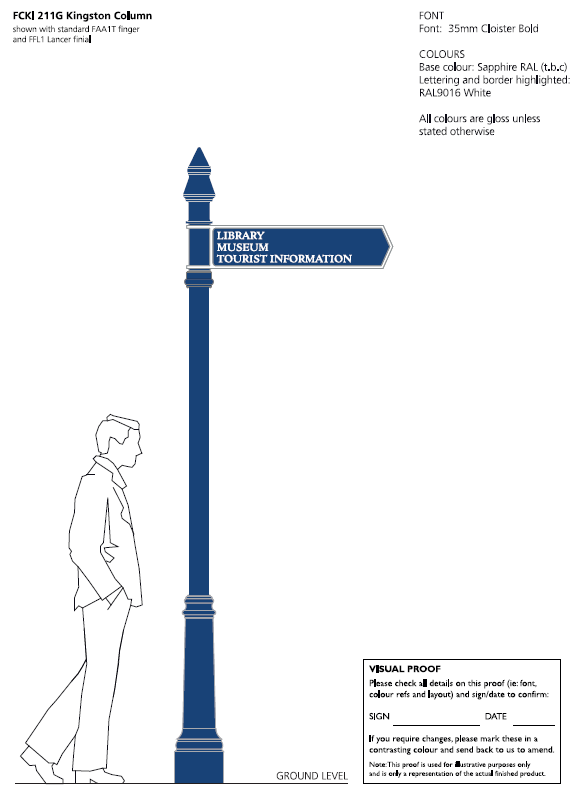 FCKI 211G Kingston Column
shown with standard FAA1T finger
and FFL1 Lancer finial
FONT
Font: 35mm Cloister Bold
COLOURS
Base colour: Sapphire RAL (t.b.c)
Lettering and border highlighted:
RAL9016 White
All colours are gloss unless
stated otherwise
LIBRARY
MUSEUM
TOURIST INFORMATION
GROUND LEVEL
VISUAL PROOF
Please check all details on this proof (ie: font,
colour refs and layout) and sign/date to confirm:
SIGN DATE
If you require changes, please mark these in a
contrasting colour and send back to us to amend.
Note: This proof is used for illustrative purposes only
and is only a representation of the actual finished product.